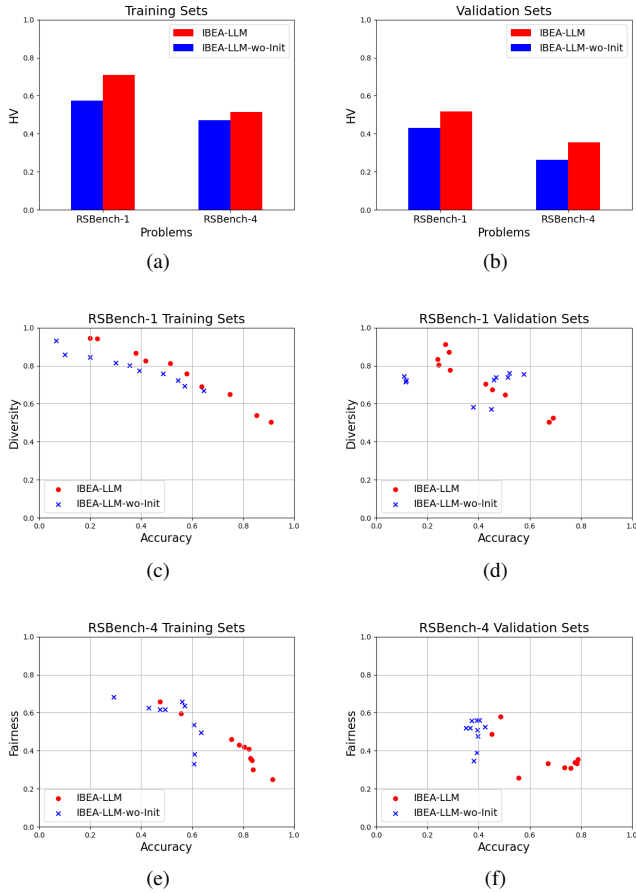 Training Sets
1.0
0.8
0.6
0.4
0.2
0.0
HV
IBEA-LLM
IBEA-LLM-wo-Init
RSBench-1
RSBench-4
Problems
(a)
Validation Sets
1.0
0.8
0.6
0.4
0.2
0.0
HV
IBEA-LLM
IBEA-LLM-wo-Init
RSBench-1
RSBench-4
Problems
(b)
RSBench-1 Training Sets
1.0
0.8
0.6
0.4
0.2
0.0
Diversity
IBEA-LLM
IBEA-LLM-wo-Init
0.0 0.2 0.4 0.6 0.8 1.0
Accuracy
(c)
RSBench-1 Validation Sets
1.0
0.8
0.6
0.4
0.2
0.0
Diversity
IBEA-LLM
IBEA-LLM-wo-Init
0.0 0.2 0.4 0.6 0.8 1.0
Accuracy
(d)
RSBench-4 Training Sets
1.0
0.8
0.6
0.4
0.2
0.0
Fairness
IBEA-LLM
IBEA-LLM-wo-Init
0.0 0.2 0.4 0.6 0.8 1.0
Accuracy
(e)
RSBench-4 Validation Sets
1.0
0.8
0.6
0.4
0.2
0.0
Fairness
IBEA-LLM
IBEA-LLM-wo-Init
0.0 0.2 0.4 0.6 0.8 1.0
Accuracy
(f)